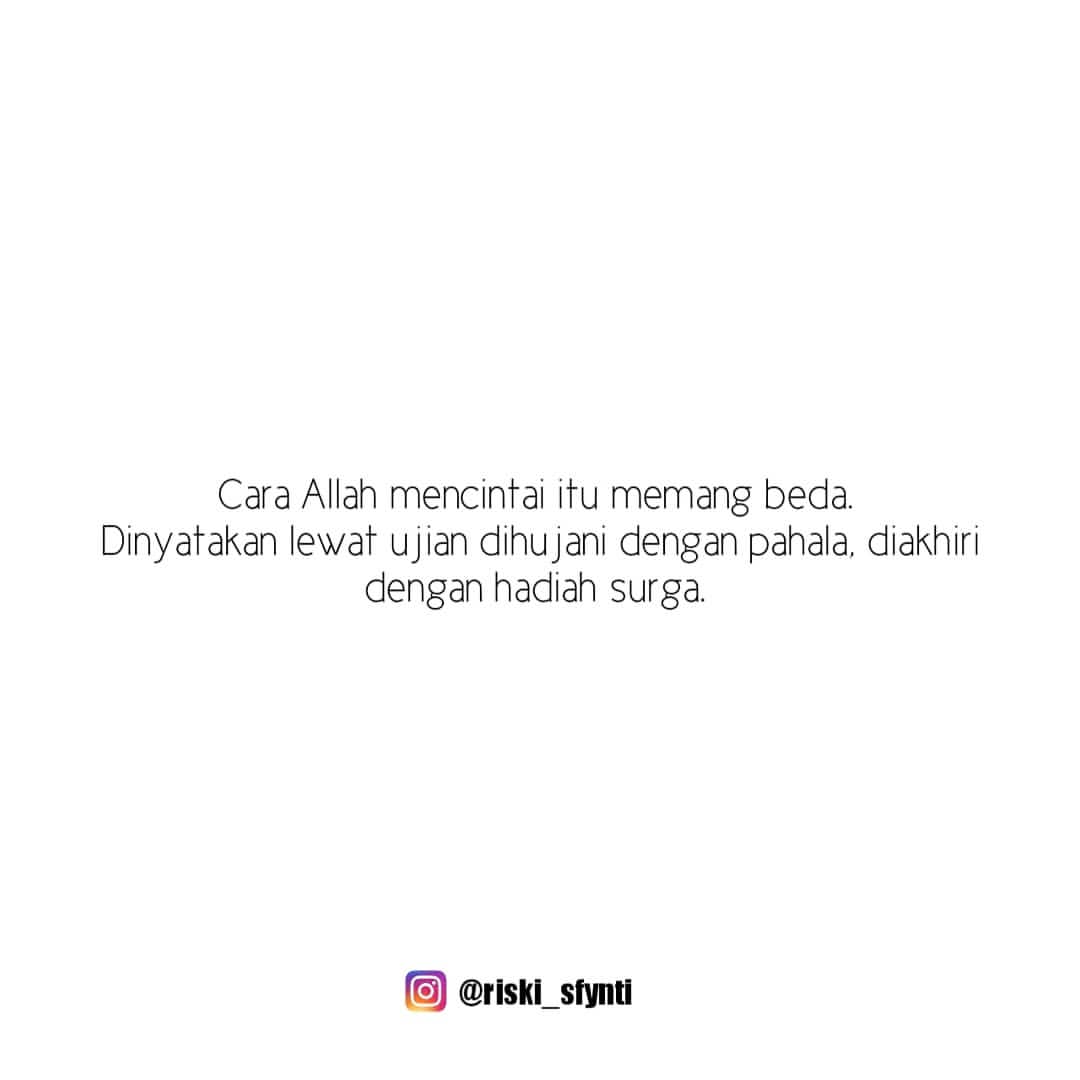 Cara Allah mencintai itu memang beda.
Dinyatakan lewat ujian dihujani dengan pahala, diakhiri
dengan hadiah surga.
@riski_sfynti